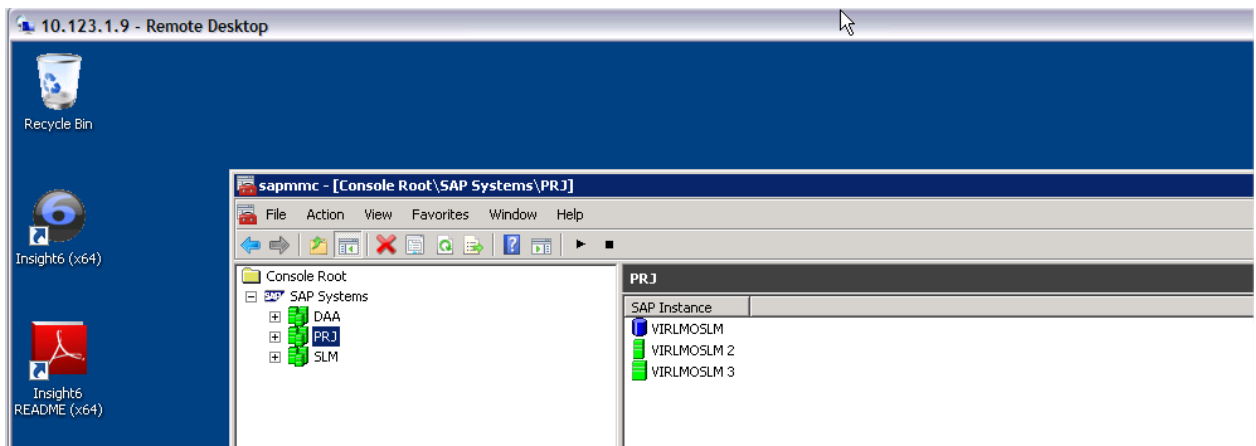 10.123.1.9 - Remote Desktop
Recycle Bin
6
Insight6 (x64)
Insight6
README (x64)
sapmmc - [Console Root\SAP Systems\PRJ]
File Action View Favorites Window Help
Console Root
SAP SAP Systems
DAA
PRJ
SLM
PRJ
SAP Instance
VIRLMOSLM
VIRLMOSLM 2
VIRLMOSLM 3